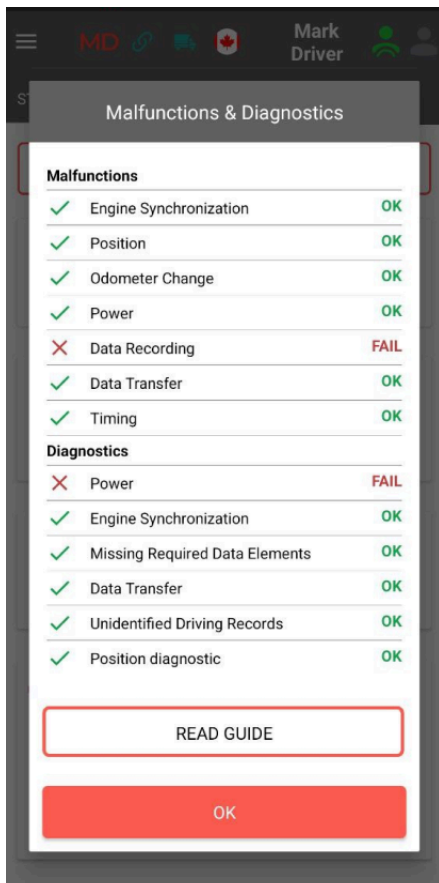 MD
Mark
Driver
ST
Malfunctions & Diagnostics
Malfunctions
Engine Synchronization OK
Position OK
Odometer Change OK
Power OK
Data Recording FAIL
Data Transfer OK
Timing OK
Diagnostics
Power FAIL
Engine Synchronization OK
Missing Required Data Elements OK
Data Transfer OK
Unidentified Driving Records OK
Position diagnostic OK
READ GUIDE
OK